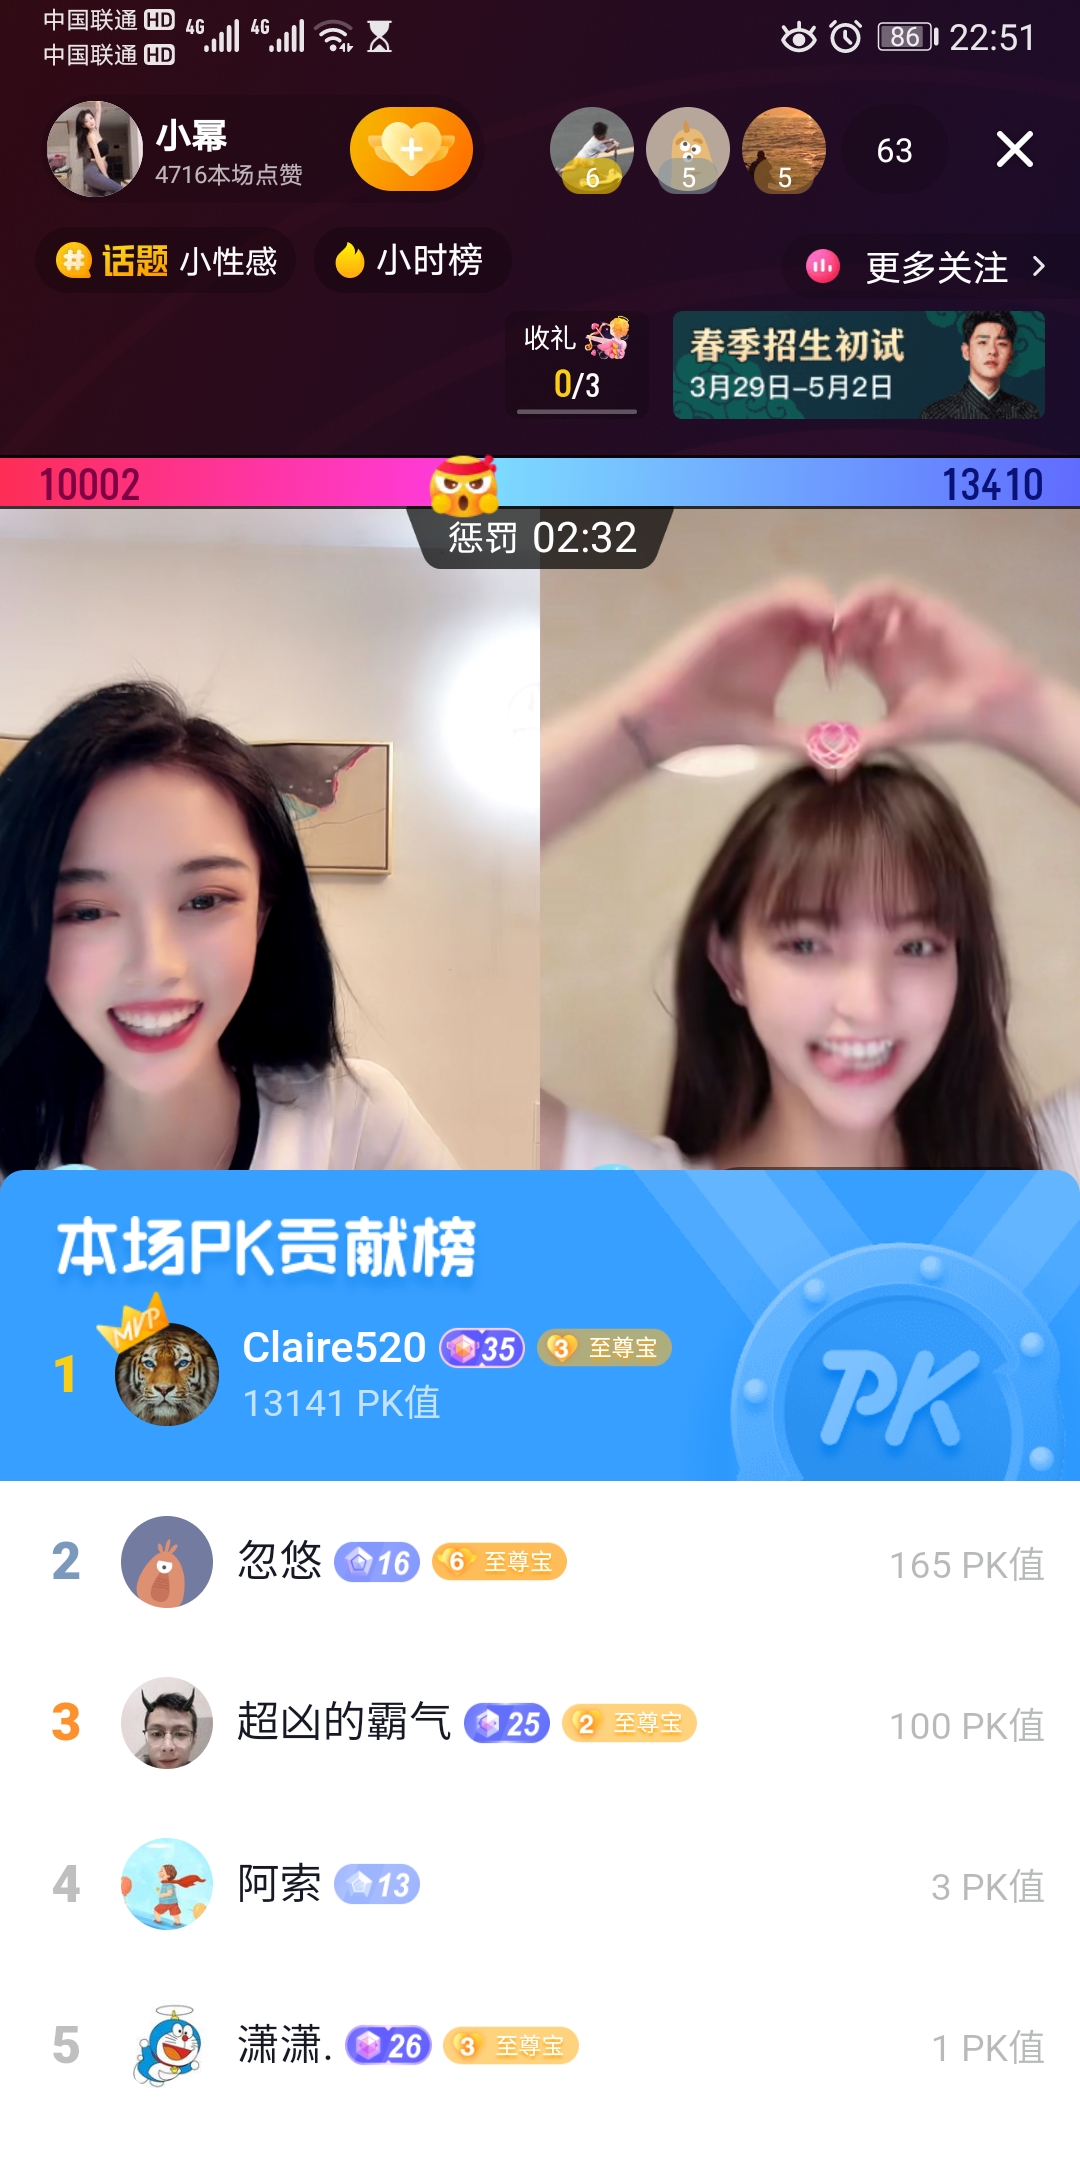 中国联通 HD 4G 4G
中国联通 HD
86 22:51
小幂
4716本场点赞
6
5
5
63
# 话题 小性感
小时榜
更多关注
收礼
0/3
春季招生初试
3月29日-5月2日
10002
13410
惩罚 02:32
本场PK贡献榜
PK
MVP
1 Claire520 35 3 至尊宝
13141 PK值
2 忽悠 16 6 至尊宝 165 PK值
3 超凶的霸气 25 2 至尊宝 100 PK值
4 阿索 13 3 PK值
5 潇潇. 26 3 至尊宝 1 PK值